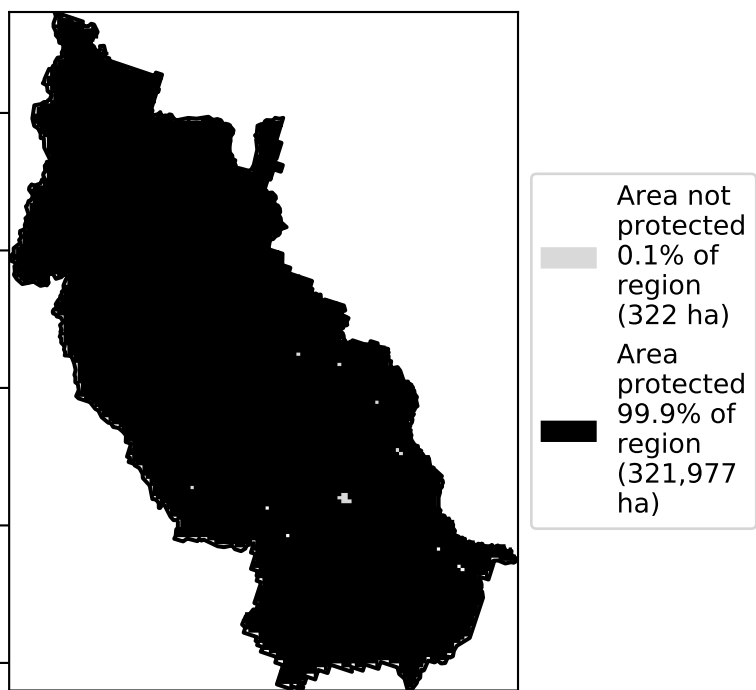 Area not
protected
0.1% of
region
(322 ha)
Area
protected
99.9% of
region
(321,977
ha)